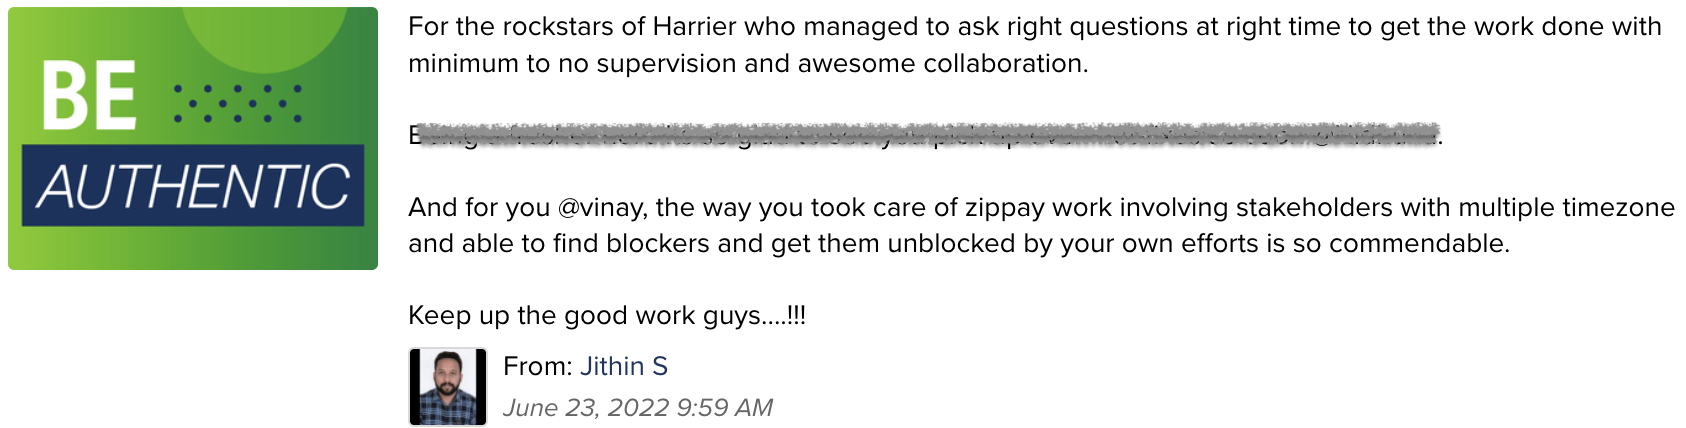 BE
AUTHENTIC
For the rockstars of Harrier who managed to ask right questions at right time to get the work done with
minimum to no supervision and awesome collaboration.
And for you @vinay, the way you took care of zippay work involving stakeholders with multiple timezone
and able to find blockers and get them unblocked by your own efforts is so commendable.
Keep up the good work guys....!!!
From: Jithin S
June 23, 2022 9:59 AM